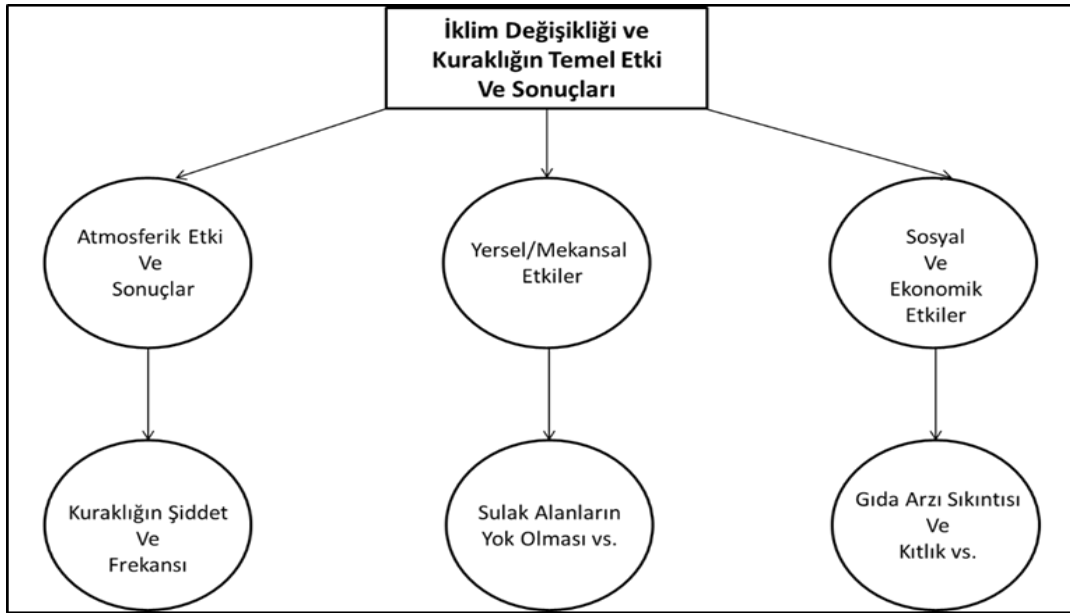 İklim Değişikliği ve
Kuraklığın Temel Etki
Ve Sonuçları
Atmosferik Etki
Ve
Sonuçlar
Yersel/Mekansal
Etkiler
Sosyal
Ve
Ekonomik
Etkiler
Kuraklığın Şiddet
Ve
Frekansı
Sulak Alanların
Yok Olması vs.
Gıda Arzı Sıkıntısı
Ve
Kıtlık vs.